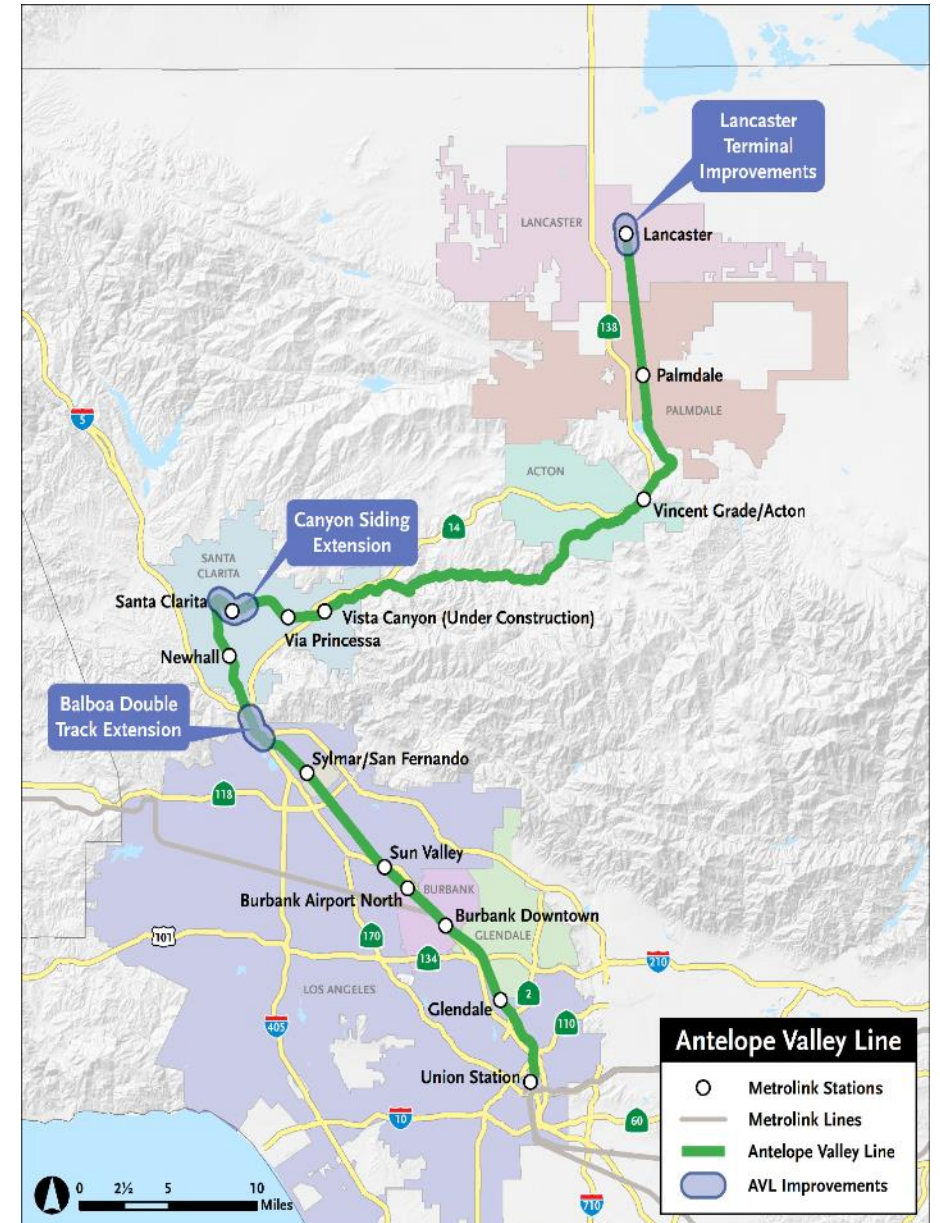 Lancaster
Terminal
Improvements
LANCASTER
Lancaster
138
Palmdale
PALMDALE
5
ACTON
Vincent Grade/Acton
Canyon Siding
Extension
14
SANTA
CLARITA
Santa Clarita
Vista Canyon (Under Construction)
Via Princessa
Newhall
Balboa Double
Track Extension
Sylmar/San Fernando
118
Sun Valley
BURBANK
Burbank Airport North
Burbank Downtown
GLENDALE
101
170
134
210
LOS ANGELES
2
Glendale
405
110
Union Station
10
60
710
Antelope Valley Line
Metrolink Stations
Metrolink Lines
Antelope Valley Line
AVL Improvements
0 2½ 5 10
Miles